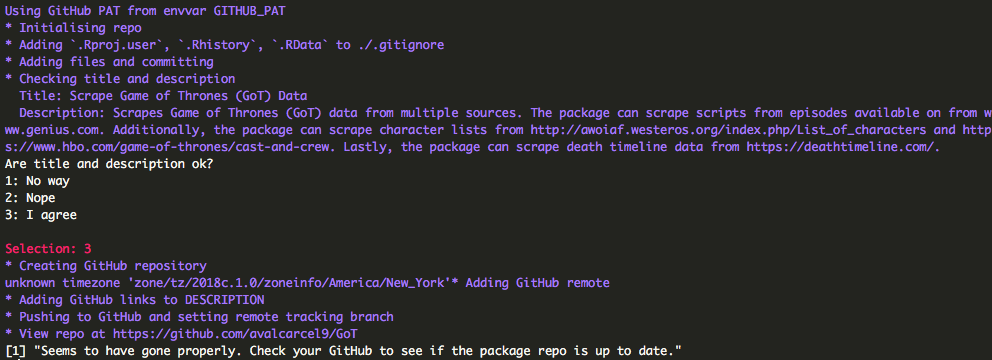 Using GitHub PAT from envvar GITHUB_PAT
* Initialising repo
* Adding `.Rproj.user`, `.Rhistory`, `.RData` to ./.gitignore
* Adding files and committing
* Checking title and description
  Title: Scrape Game of Thrones (GoT) Data
  Description: Scrapes Game of Thrones (GoT) data from multiple sources. The package can scrape scripts from episodes available on from w
ww.genius.com. Additionally, the package can scrape character lists from http://awoiaf.westeros.org/index.php/List_of_characters and http
s://www.hbo.com/game-of-thrones/cast-and-crew. Lastly, the package can scrape death timeline data from https://deathtimeline.com/.
Are title and description ok?
1: No way
2: Nope
3: I agree
Selection: 3
* Creating GitHub repository
unknown timezone 'zone/tz/2018c.1.0/zoneinfo/America/New_York'* Adding GitHub remote
* Adding GitHub links to DESCRIPTION
* Pushing to GitHub and setting remote tracking branch
* View repo at https://github.com/avalcarcel9/GoT
[1] "Seems to have gone properly. Check your GitHub to see if the package repo is up to date."